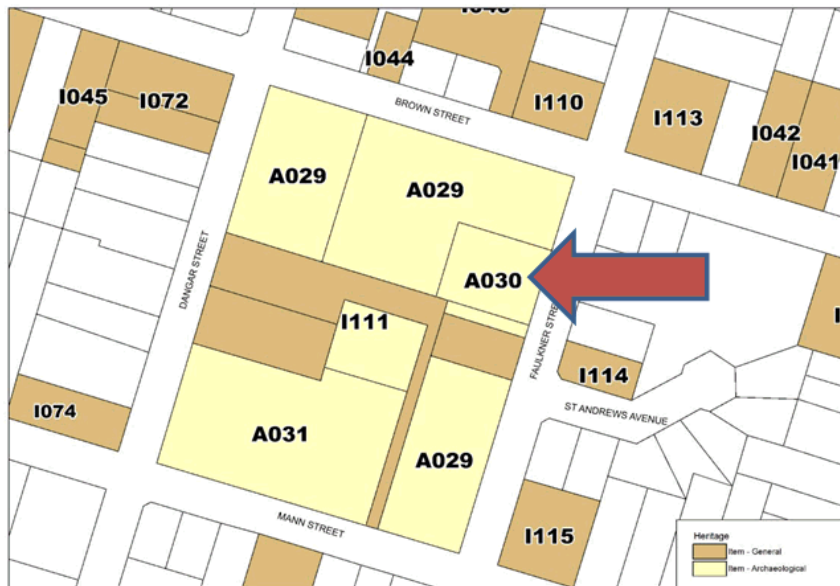 I044
I045
I072
I110
I113
I042
I041
BROWN STREET
A029
A029
A030
DANGAR STREET
FAULKNER STREET
I111
I114
ST ANDREWS AVENUE
I074
A031
A029
MANN STREET
I115
Heritage
Item - General
Item - Archaeological